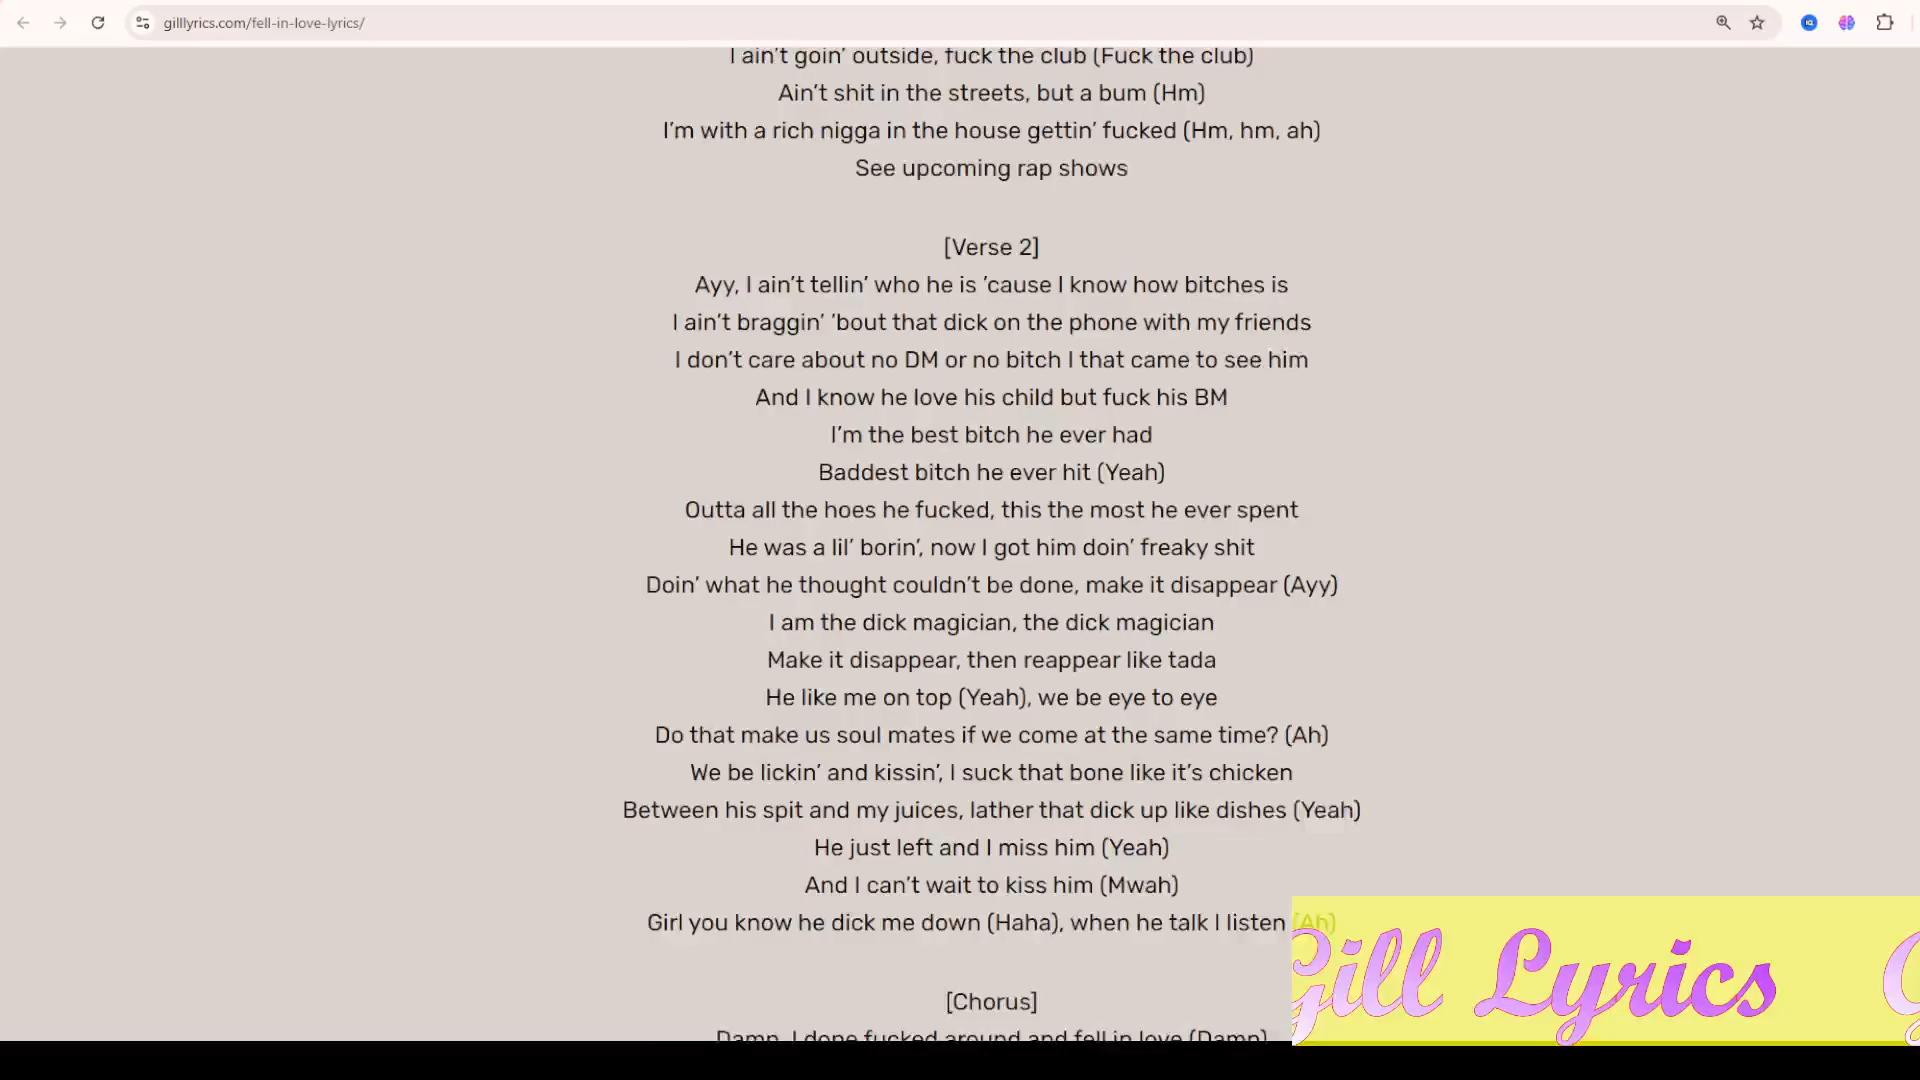 gilllyrics.com/fell-in-love-lyrics/
I ain’t goin’ outside, fuck the club (Fuck the club)
Ain’t shit in the streets, but a bum (Hm)
I’m with a rich nigga in the house gettin’ fucked (Hm, hm, ah)
See upcoming rap shows
[Verse 2]
Ayy, I ain’t tellin’ who he is ’cause I know how bitches is
I ain’t braggin’ ’bout that dick on the phone with my friends
I don’t care about no DM or no bitch I that came to see him
And I know he love his child but fuck his BM
I’m the best bitch he ever had
Baddest bitch he ever hit (Yeah)
Outta all the hoes he fucked, this the most he ever spent
He was a lil’ borin’, now I got him doin’ freaky shit
Doin’ what he thought couldn’t be done, make it disappear (Ayy)
I am the dick magician, the dick magician
Make it disappear, then reappear like tada
He like me on top (Yeah), we be eye to eye
Do that make us soul mates if we come at the same time? (Ah)
We be lickin’ and kissin’, I suck that bone like it’s chicken
Between his spit and my juices, lather that dick up like dishes (Yeah)
He just left and I miss him (Yeah)
And I can’t wait to kiss him (Mwah)
Girl you know he dick me down (Haha), when he talk I listen (Ah)
[Chorus]
Damn, I done fucked around and fell in love (Damn)
Gill Lyrics